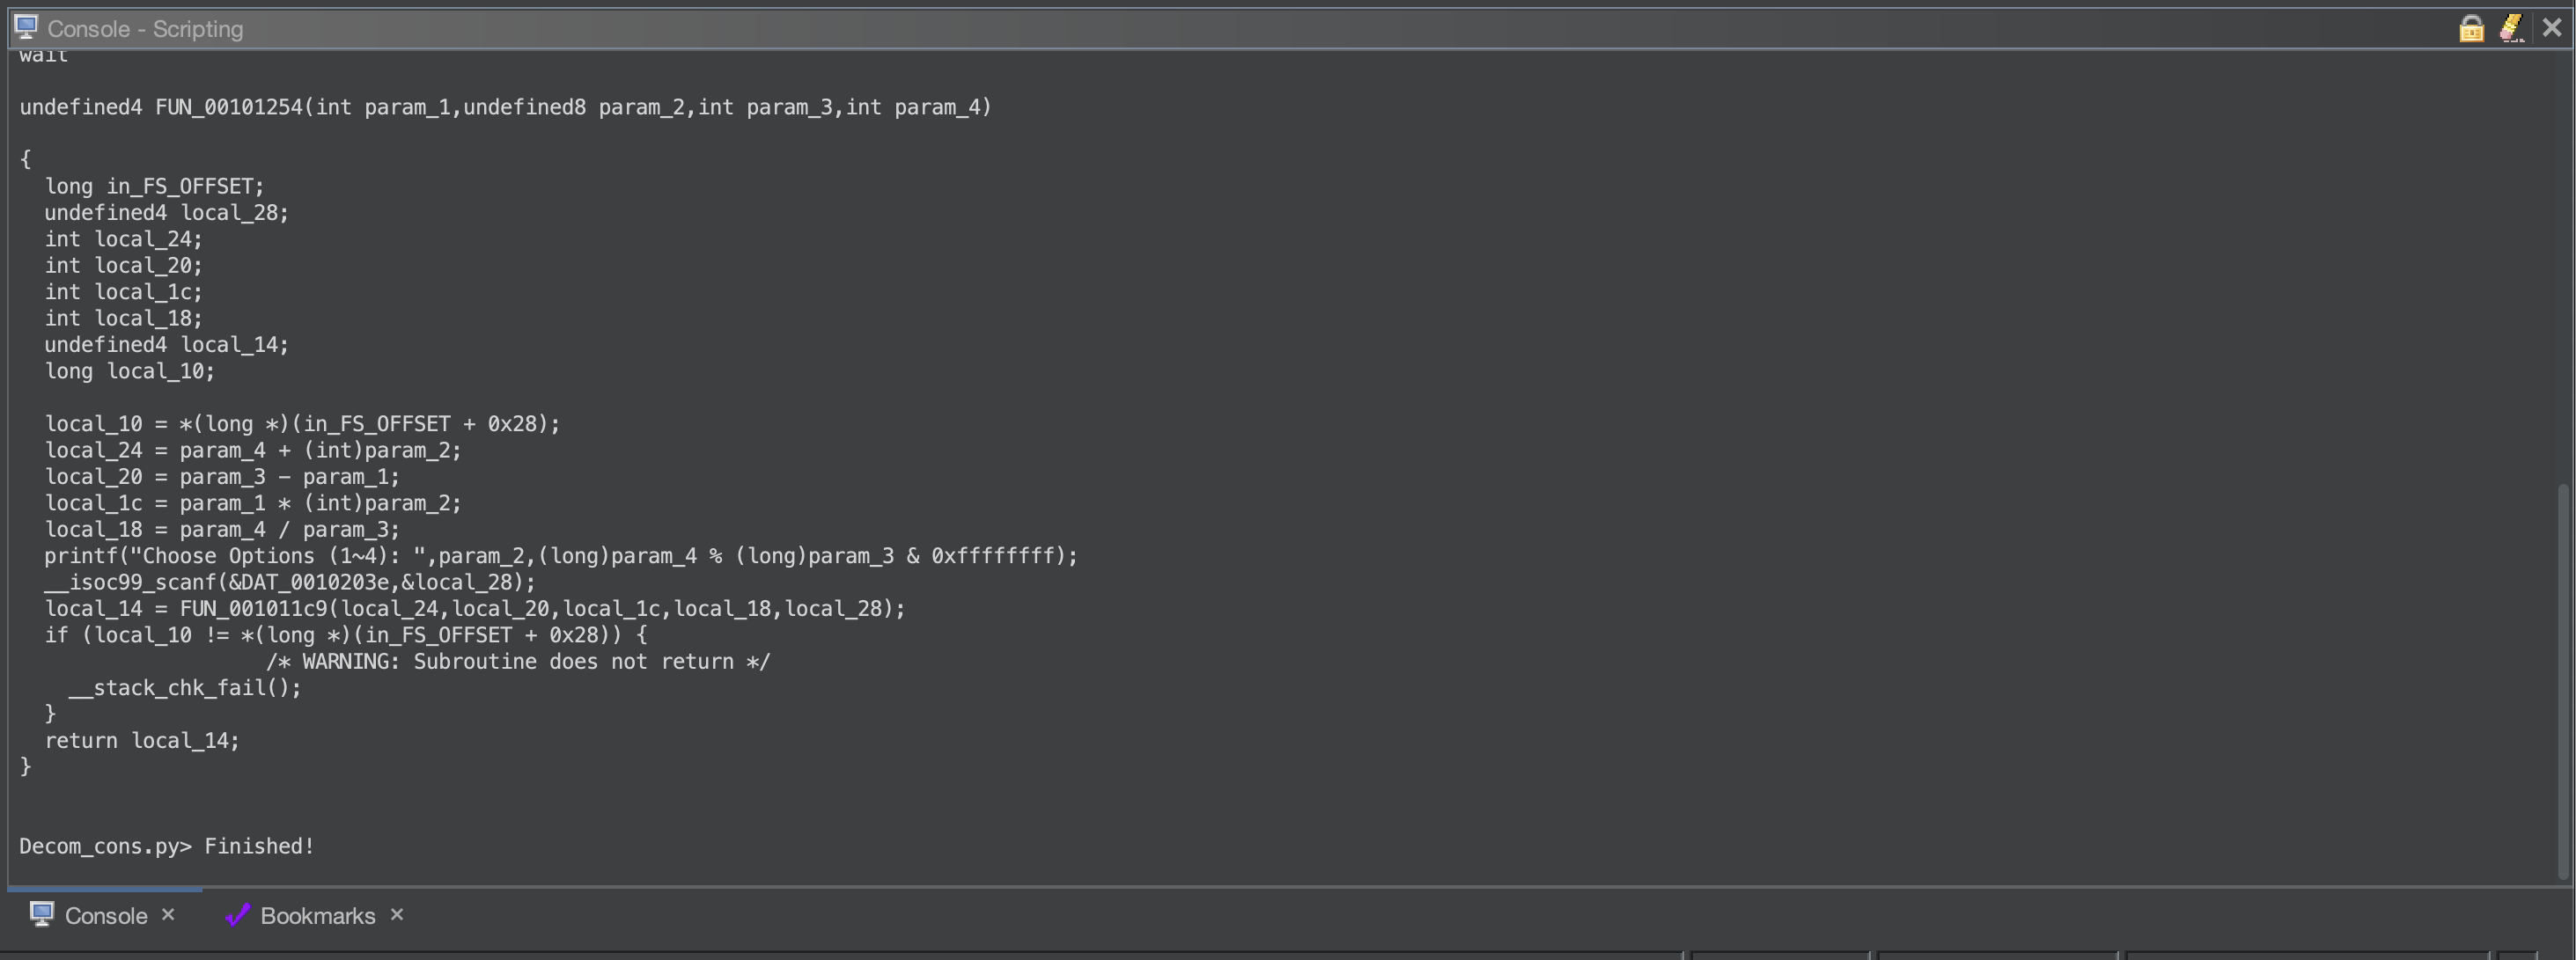 Console - Scripting
wait
undefined4 FUN_00101254(int param_1,undefined8 param_2,int param_3,int param_4)
{
long in_FS_OFFSET;
undefined4 local_28;
int local_24;
int local_20;
int local_1c;
int local_18;
undefined4 local_14;
long local_10;
local_10 = *(long *)(in_FS_OFFSET + 0x28);
local_24 = param_4 + (int)param_2;
local_20 = param_3 - param_1;
local_1c = param_1 * (int)param_2;
local_18 = param_4 / param_3;
printf("Choose Options (1~4): ",param_2,(long)param_4 % (long)param_3 & 0xffffffff);
__isoc99_scanf(&DAT_0010203e,&local_28);
local_14 = FUN_001011c9(local_24,local_20,local_1c,local_18,local_28);
if (local_10 != *(long *)(in_FS_OFFSET + 0x28)) {
/* WARNING: Subroutine does not return */
__stack_chk_fail();
}
return local_14;
}
Decom_cons.py> Finished!
Console × Bookmarks ×